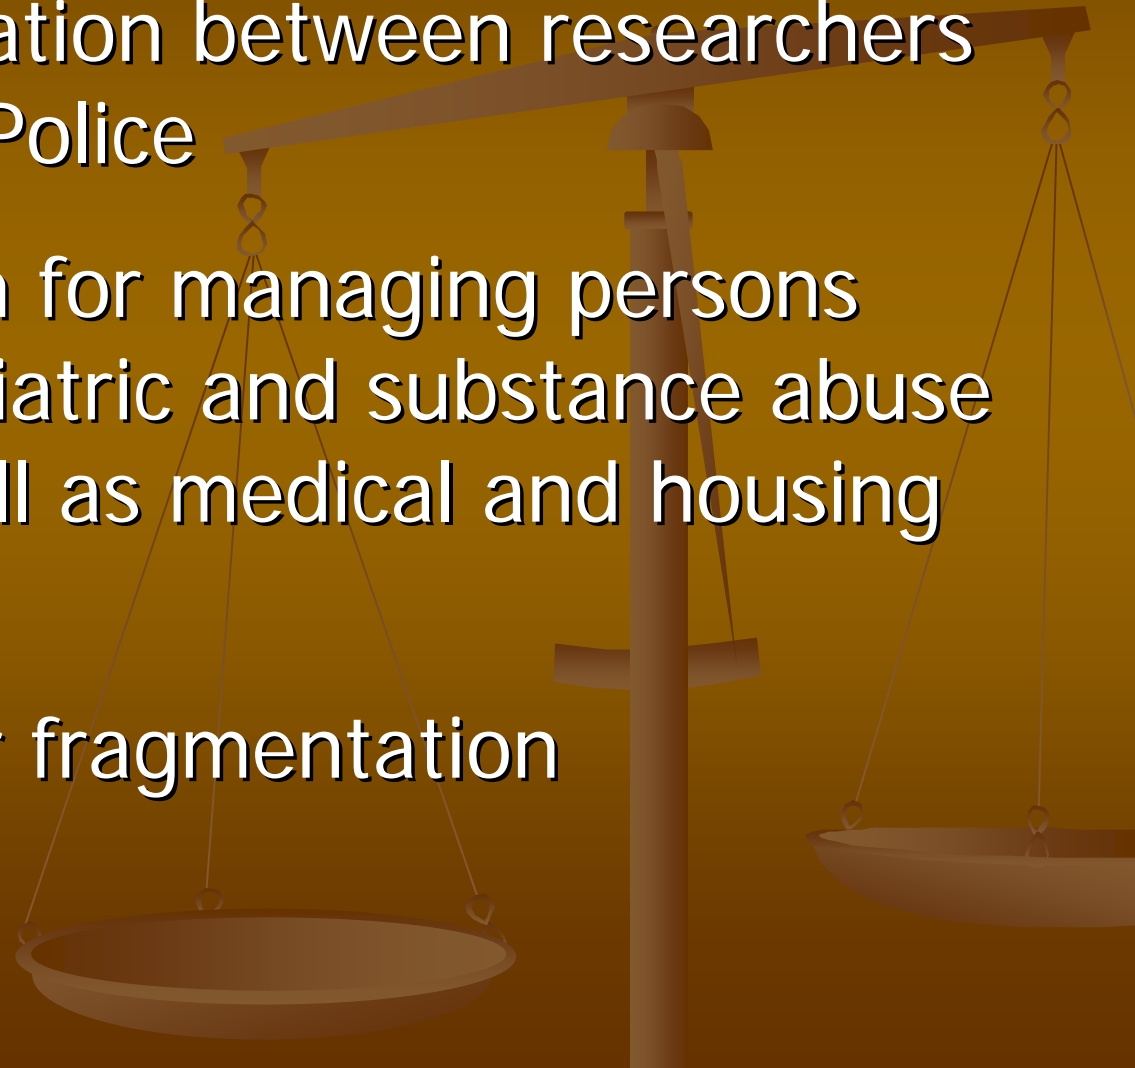 ation between researchers
Police
for managing persons
iatric and substance abuse
ll as medical and housing
fragmentation